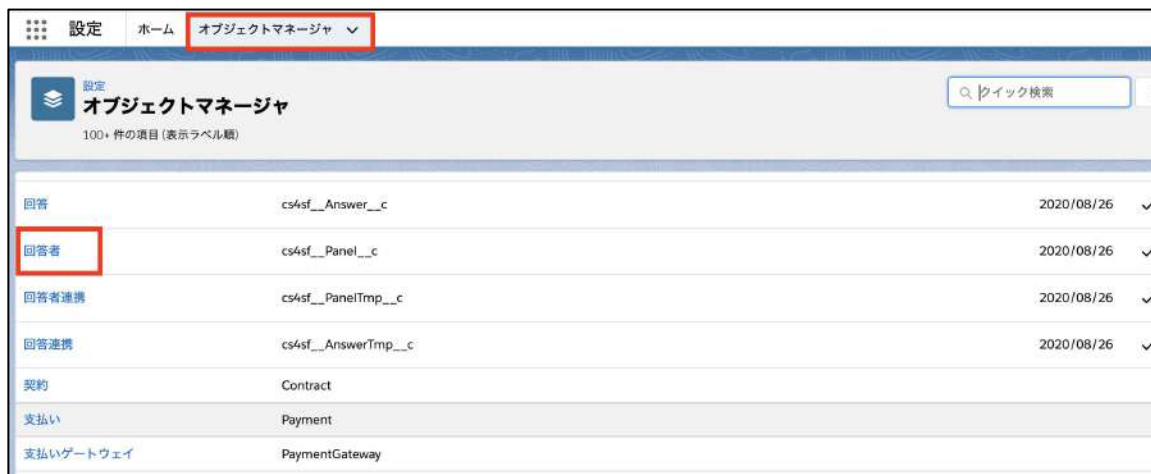 設定 ホーム オブジェクトマネージャ
設定
オブジェクトマネージャ
クイック検索
100+ 件の項目 (表示ラベル順)
回答 cs4sf__Answer__c 2020/08/26
回答者 cs4sf__Panel__c 2020/08/26
回答者連携 cs4sf__PanelTmp__c 2020/08/26
回答連携 cs4sf__AnswerTmp__c 2020/08/26
契約 Contract
支払い Payment
支払いゲートウェイ PaymentGateway